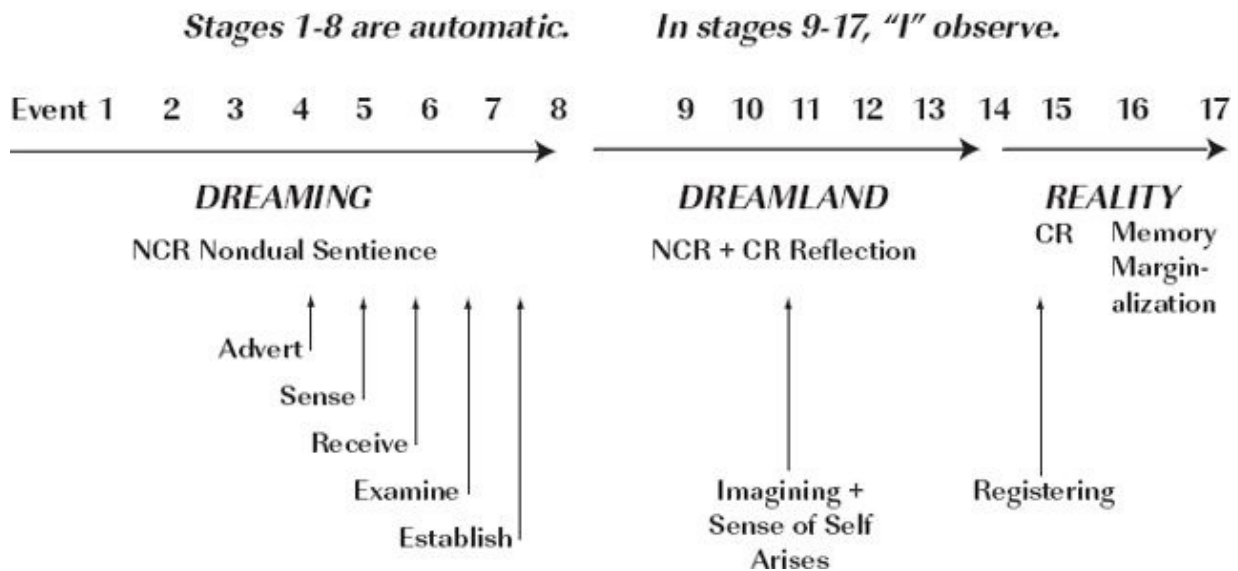 Stages 1-8 are automatic. In stages 9-17, "I" observe.
Event 1 2 3 4 5 6 7 8 9 10 11 12 13 14 15 16 17
DREAMING DREAMLAND REALITY
NCR Nondual Sentience NCR + CR Reflection CR Memory
Margin-
alization
Advert
Sense
Receive
Examine
Establish
Imagining +
Sense of Self
Arises
Registering